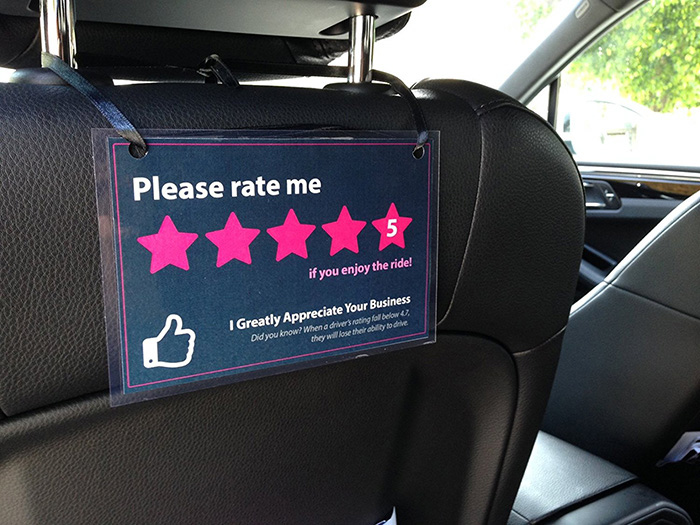 Please rate me
5
if you enjoy the ride!
I Greatly Appreciate Your Business
Did you know? When a driver's rating fall below 4.7,
they will lose their ability to drive.